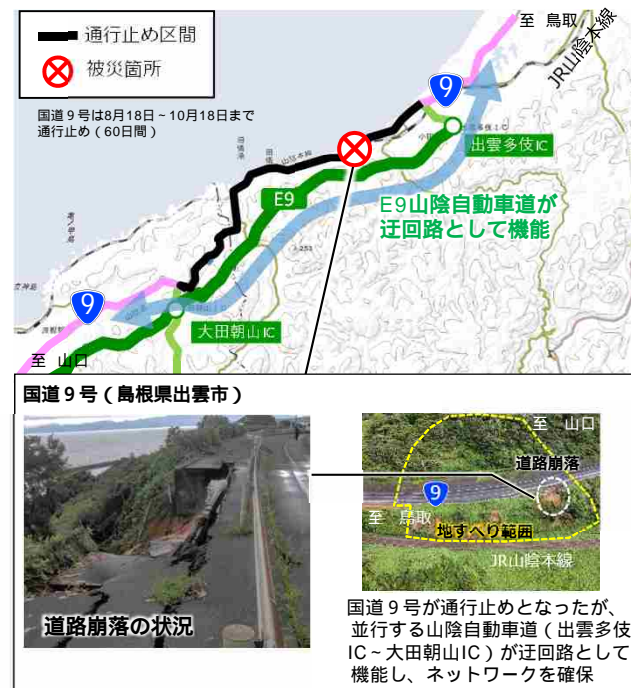 通行止め区間
被災箇所
国道9号は8月18日~10月18日まで
通行止め(60日間)
至 鳥取
JR山陰本線
9
出雲多伎IC
山陰本線
E9
E9山陰自動車道が
迂回路として機能
9
大田朝山IC
至 山口
国道9号(島根県出雲市)
道路崩落の状況
至 山口
道路崩落
9
至 鳥取
地すべり範囲
JR山陰本線
国道9号が通行止めとなったが、
並行する山陰自動車道(出雲多伎
IC~大田朝山IC)が迂回路として
機能し、ネットワークを確保